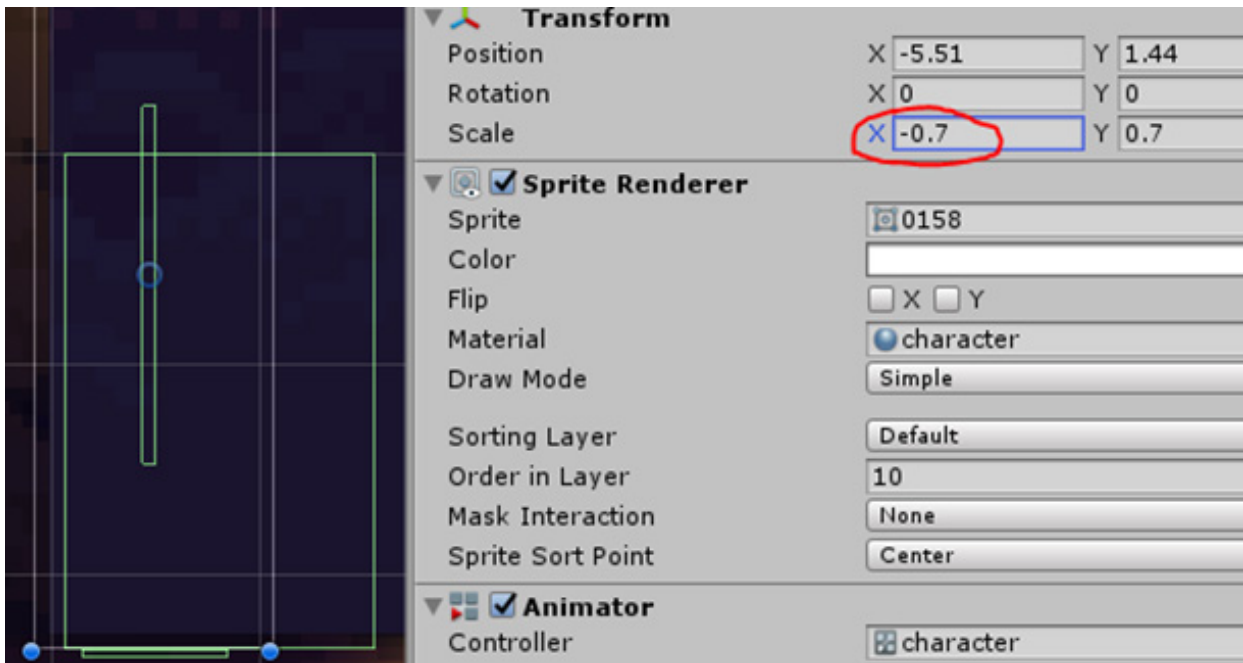 Transform
Position X -5.51 Y 1.44
Rotation X 0 Y 0
Scale X -0.7 Y 0.7
Sprite Renderer
Sprite 0158
Color
Flip X Y
Material character
Draw Mode Simple
Sorting Layer Default
Order in Layer 10
Mask Interaction None
Sprite Sort Point Center
Animator
Controller character